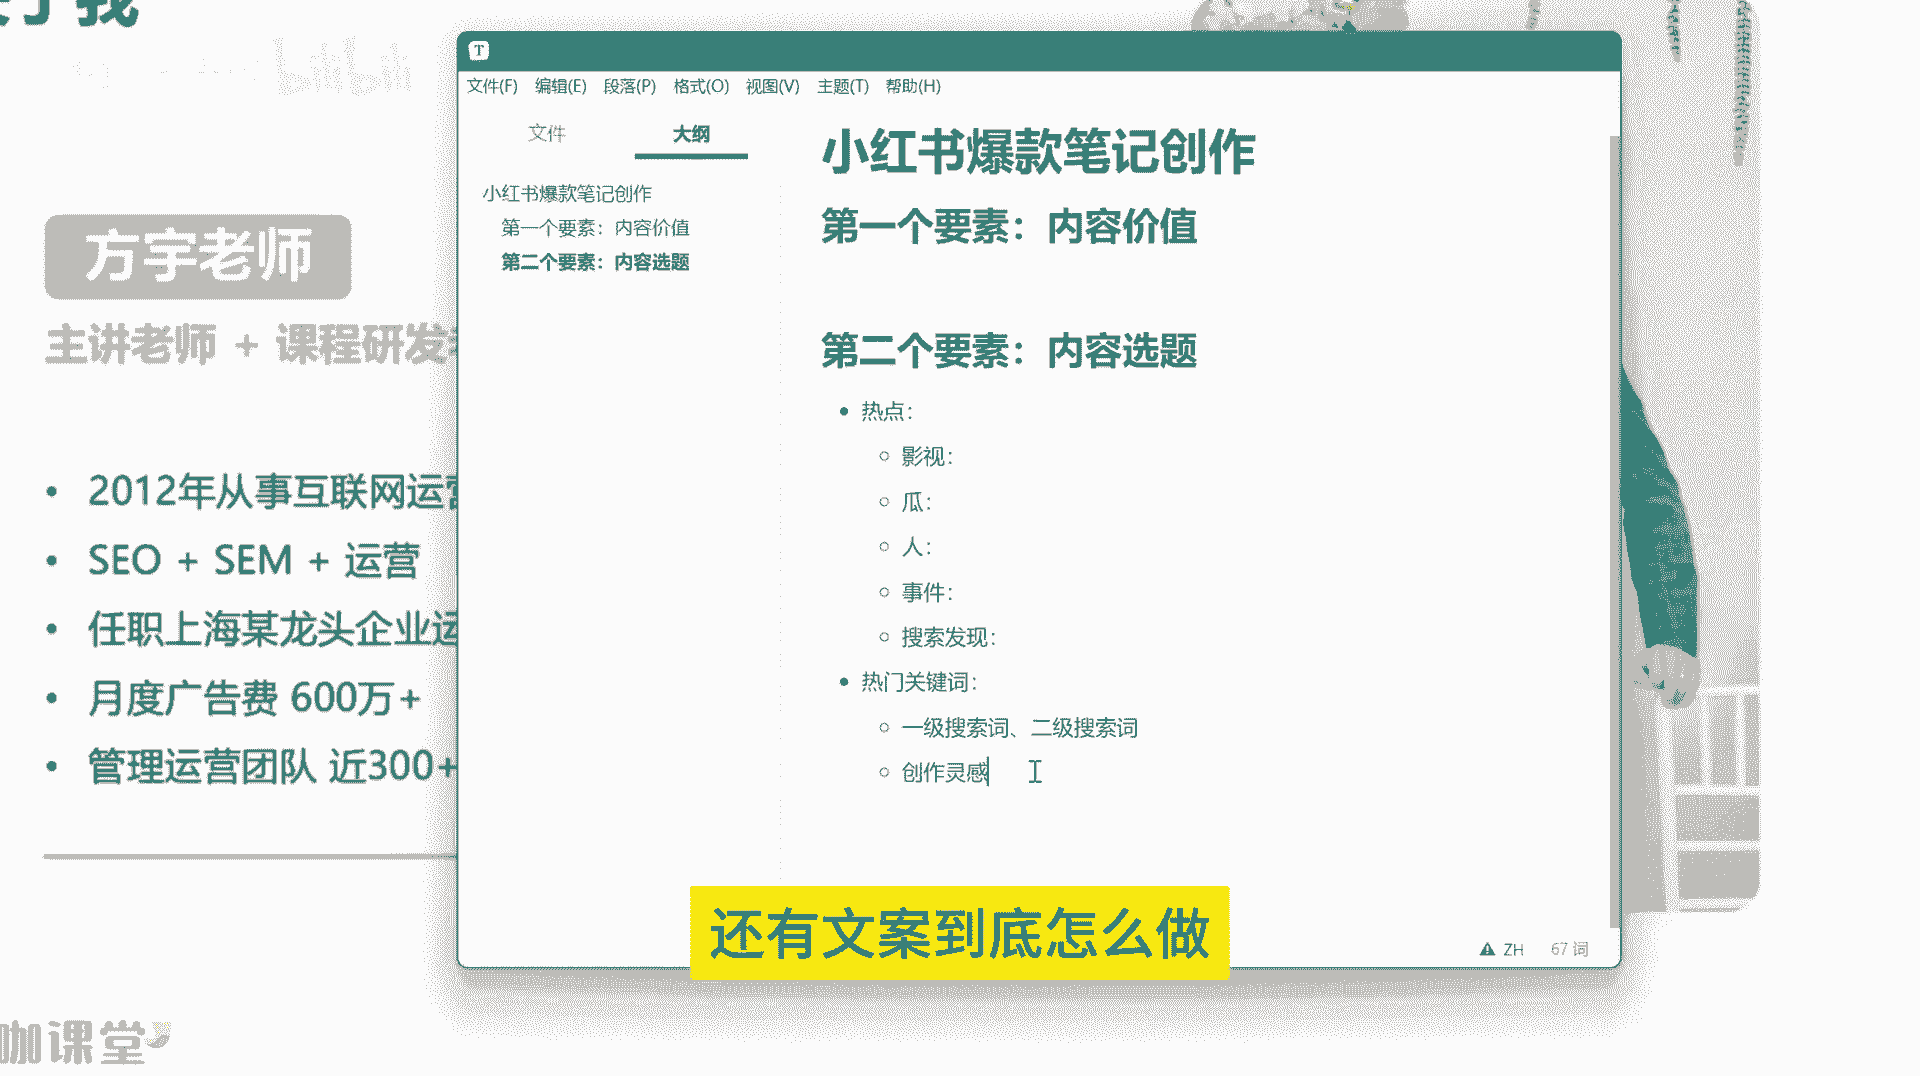 bilibili
方宇老师
主讲老师 + 课程研发
2012年从事互联网运营
SEO + SEM + 运营
任职上海某龙头企业运
月度广告费 600万+
管理运营团队 近300+
咖课堂
T
文件(F) 编辑(E) 段落(P) 格式(O) 视图(V) 主题(T) 帮助(H)
文件 大纲
小红书爆款笔记创作
第一个要素：内容价值
第二个要素：内容选题
小红书爆款笔记创作
第一个要素：内容价值
第二个要素：内容选题
热点：
影视：
瓜：
人：
事件：
搜索发现：
热门关键词：
一级搜索词、二级搜索词
创作灵感
还有文案到底怎么做
ZH 67 词